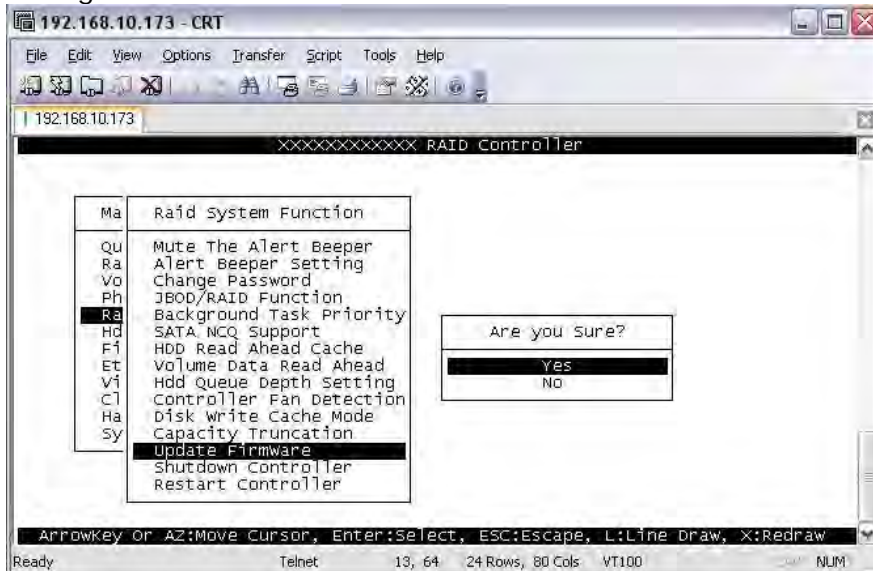 192.168.10.173 - CRT
File Edit View Options Transfer Script Tools Help
192.168.10.173
XXXXXXXXXXXX RAID Controller
Ma
Qu
Ra
Vo
Ph
Ra
Hd
Fi
Et
Vi
Cl
Ha
Sy
Raid System Function
Mute The Alert Beeper
Alert Beeper Setting
Change Password
JBOD/RAID Function
Background Task Priority
SATA NCQ Support
HDD Read Ahead Cache
Volume Data Read Ahead
Hdd Queue Depth Setting
Controller Fan Detection
Disk Write Cache Mode
Capacity Truncation
Update Firmware
Shutdown Controller
Restart Controller
Are you Sure?
Yes
No
ArrowKey Or AZ:Move Cursor, Enter:Select, ESC:Escape, L:Line Draw, X:Redraw
Ready Telnet 13, 64 24 Rows, 80 Cols VT100 NUM